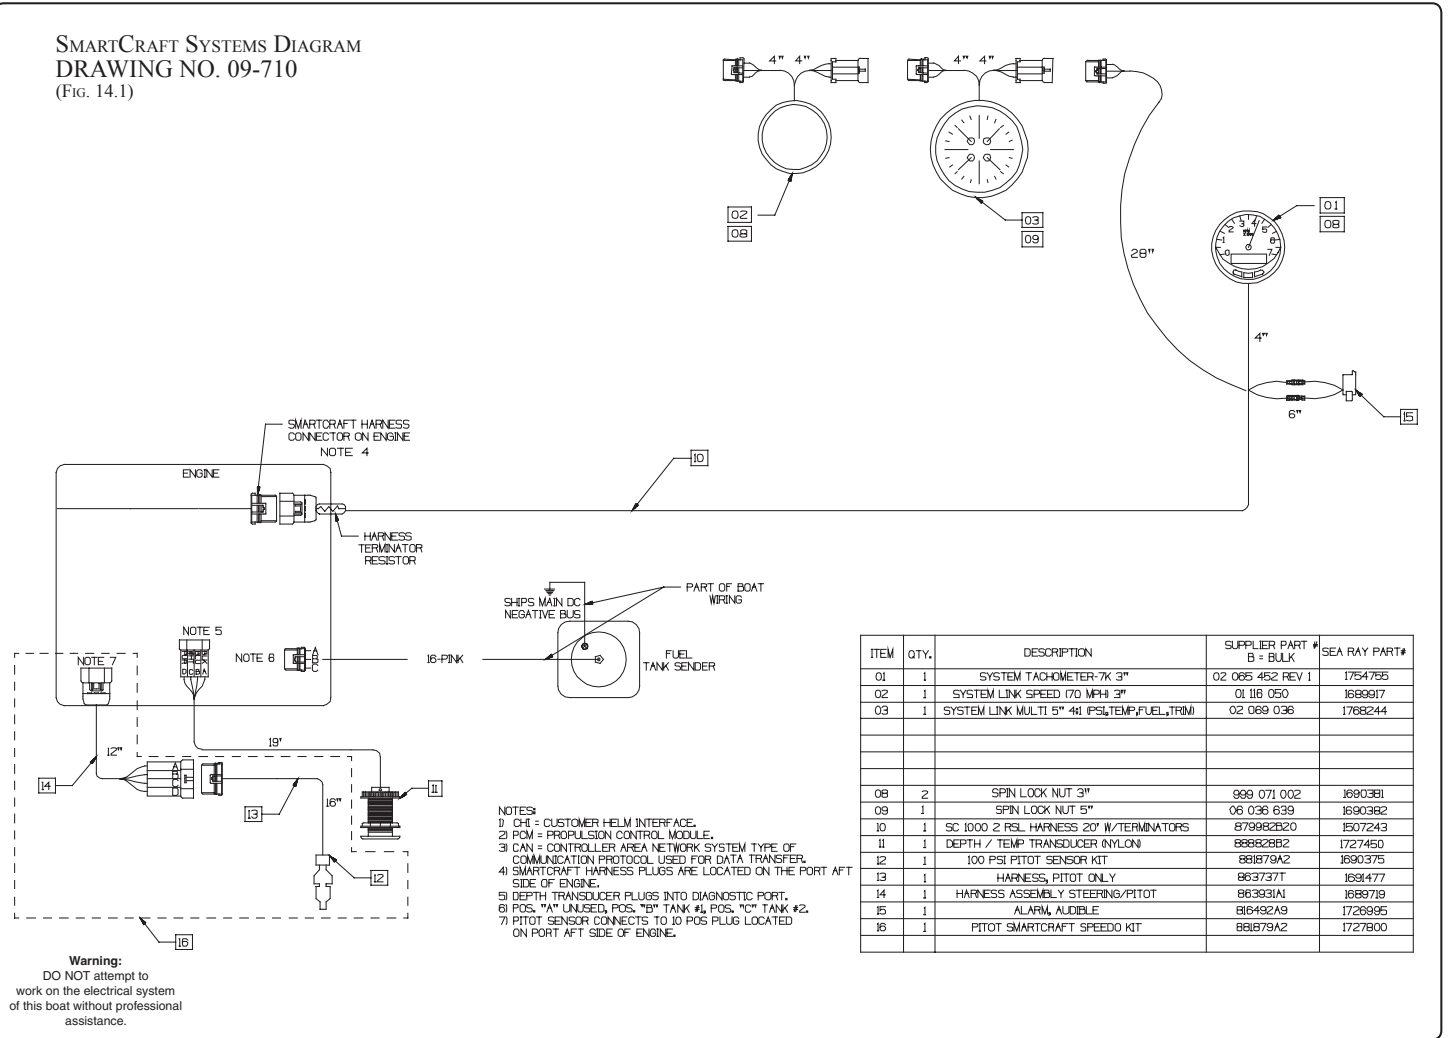 SMARTCRAFT SYSTEMS DIAGRAM
DRAWING NO. 09-710
(FIG. 14.1)
4" 4"
4" 4"
02
08
03
09
01
08
0 1 2 3 4 5 6 7
28"
4"
6"
15
SMARTCRAFT HARNESS
CONNECTOR ON ENGINE
NOTE 4
10
ENGINE
HARNESS
TERMINATOR
RESISTOR
SHIPS MAIN DC
NEGATIVE BUS
PART OF BOAT
WIRING
NOTE 5
D C B A
NOTE 6
A
B
C
16-PINK
FUEL
TANK SENDER
NOTE 7
12"
19'
14
A
B
C
D
13
16"
11
12
16
NOTES:
1) CHI = CUSTOMER HELM INTERFACE.
2) PCM = PROPULSION CONTROL MODULE.
3) CAN = CONTROLLER AREA NETWORK SYSTEM TYPE OF
COMMUNICATION PROTOCOL USED FOR DATA TRANSFER.
4) SMARTCRAFT HARNESS PLUGS ARE LOCATED ON THE PORT AFT
SIDE OF ENGINE.
5) DEPTH TRANSDUCER PLUGS INTO DIAGNOSTIC PORT.
6) POS. "A" UNUSED, POS. "B" TANK #1, POS. "C" TANK #2.
7) PITOT SENSOR CONNECTS TO 10 POS PLUG LOCATED
ON PORT AFT SIDE OF ENGINE.
ITEM QTY. DESCRIPTION SUPPLIER PART # B = BULK SEA RAY PART#
01 1 SYSTEM TACHOMETER-7K 3" 02 065 452 REV 1 1754755
02 1 SYSTEM LINK SPEED (70 MPH) 3" 01 116 050 1689917
03 1 SYSTEM LINK MULTI 5" 4:1 (PSI,TEMP,FUEL,TRIM) 02 069 036 1768244
08 2 SPIN LOCK NUT 3" 999 071 002 1690381
09 1 SPIN LOCK NUT 5" 06 036 639 1690382
10 1 SC 1000 2 RSL HARNESS 20' W/TERMINATORS 879982B20 1507243
11 1 DEPTH / TEMP TRANSDUCER (NYLON) 888828B2 1727450
12 1 100 PSI PITOT SENSOR KIT 881879A2 1690375
13 1 HARNESS, PITOT ONLY 863737T 1691477
14 1 HARNESS ASSEMBLY STEERING/PITOT 863931A1 1689719
15 1 ALARM, AUDIBLE 816492A9 1726995
16 1 PITOT SMARTCRAFT SPEEDO KIT 881879A2 1727800
Warning:
DO NOT attempt to
work on the electrical system
of this boat without professional
assistance.